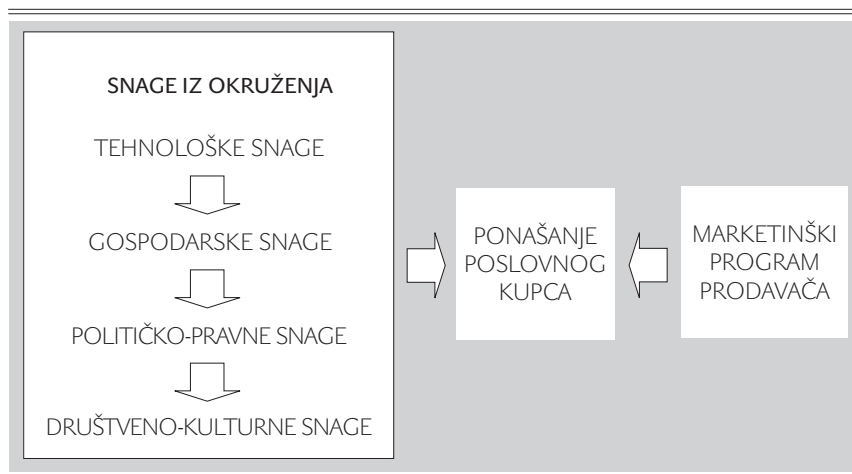 SNAGE IZ OKRUŽENJA
TEHNOLOŠKE SNAGE
GOSPODARSKE SNAGE
POLITIČKO-PRAVNE SNAGE
DRUŠTVENO-KULTURNE SNAGE
PONAŠANJE
POSLOVNOG
KUPCA
MARKETINŠKI
PROGRAM
PRODAVAČA